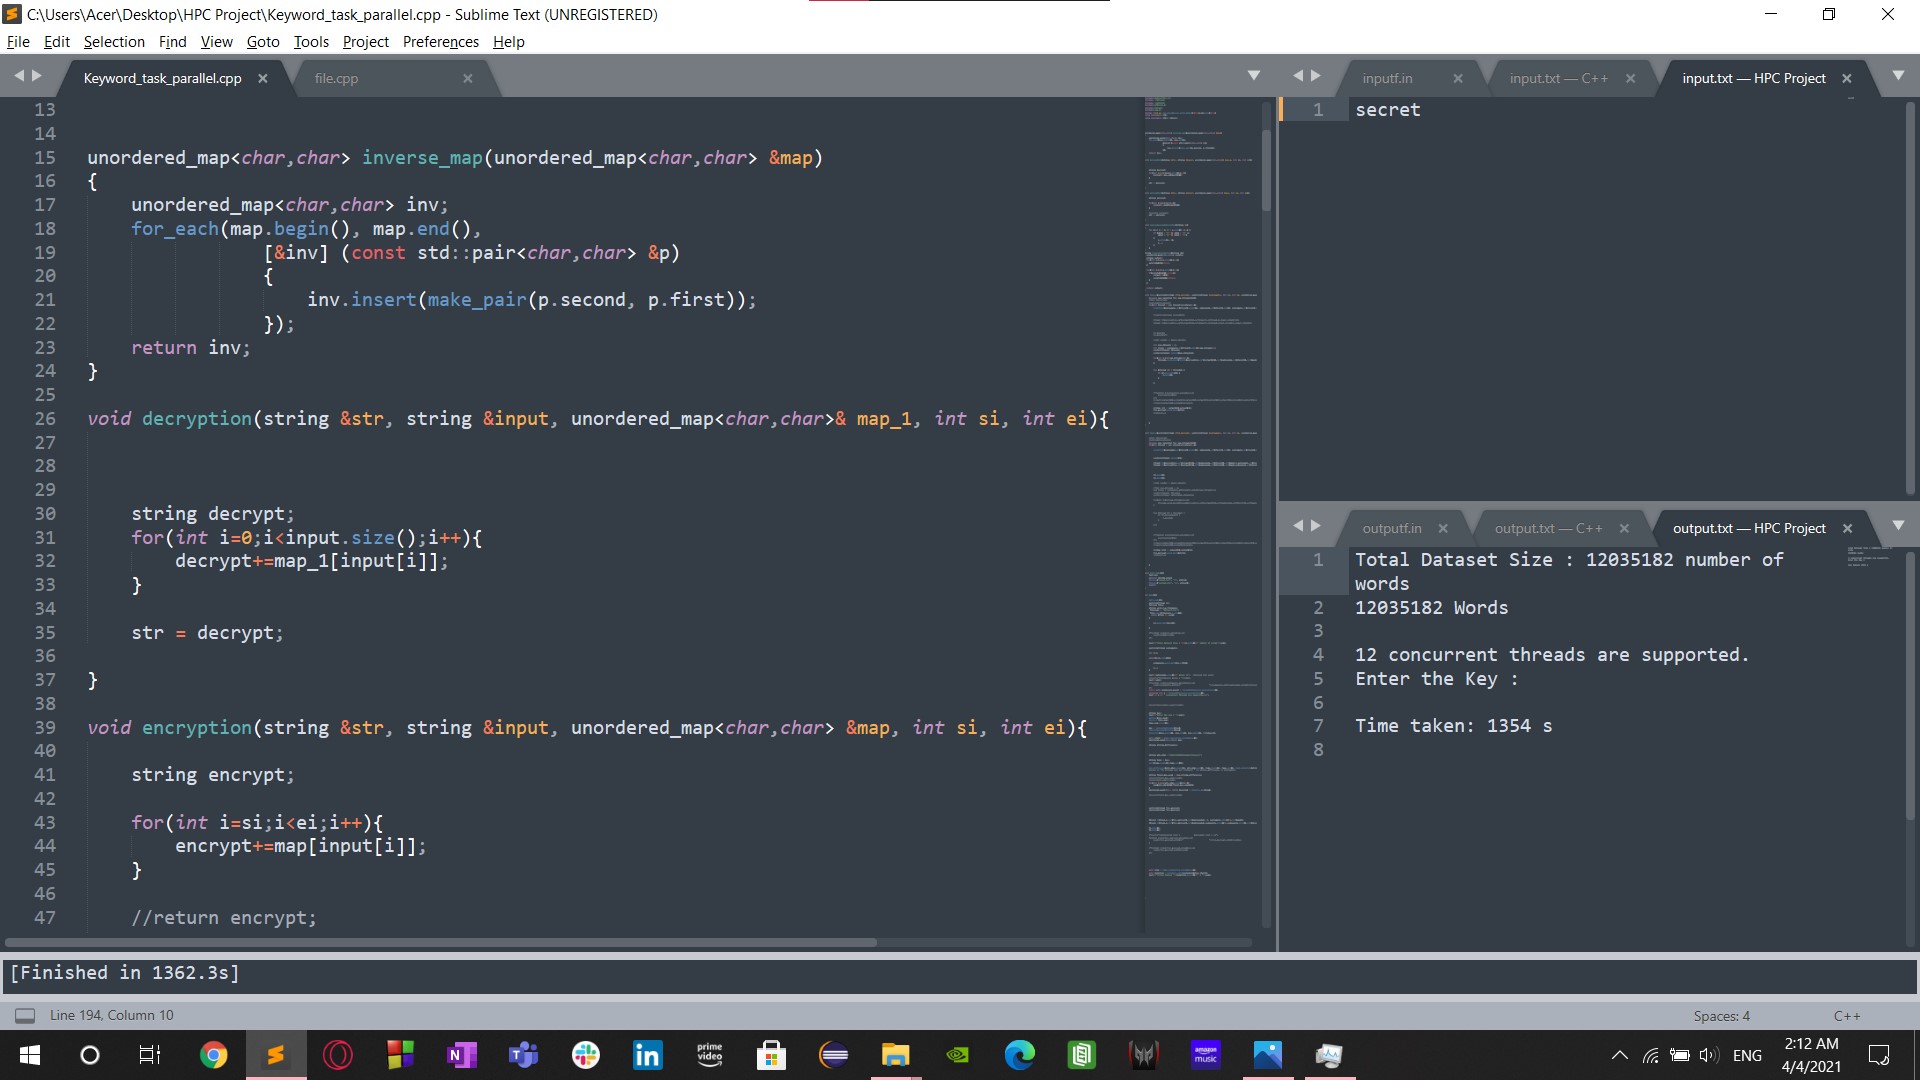 C:\Users\Acer\Desktop\HPC Project\Keyword_task_parallel.cpp - Sublime Text (UNREGISTERED)
File Edit Selection Find View Goto Tools Project Preferences Help
Keyword_task_parallel.cpp file.cpp
13
14
15 unordered_map<char,char> inverse_map(unordered_map<char,char> &map)
16 {
17     unordered_map<char,char> inv;
18     for_each(map.begin(), map.end(),
19                 [&inv] (const std::pair<char,char> &p)
20                 {
21                     inv.insert(make_pair(p.second, p.first));
22                 });
23     return inv;
24 }
25
26 void decryption(string &str, string &input, unordered_map<char,char>& map_1, int si, int ei){
27
28
29
30     string decrypt;
31     for(int i=0;i<input.size();i++){
32         decrypt+=map_1[input[i]];
33     }
34
35     str = decrypt;
36
37 }
38
39 void encryption(string &str, string &input, unordered_map<char,char> &map, int si, int ei){
40
41     string encrypt;
42
43     for(int i=si;i<ei;i++){
44         encrypt+=map[input[i]];
45     }
46
47     //return encrypt;
inputf.in input.txt — C++ input.txt — HPC Project
1 secret
outputf.in output.txt — C++ output.txt — HPC Project
1 Total Dataset Size : 12035182 number of
words
2 12035182 Words
3
4 12 concurrent threads are supported.
5 Enter the Key :
6
7 Time taken: 1354 s
8
[Finished in 1362.3s]
Line 194, Column 10
Spaces: 4 C++
prime video
amazon music
ENG
2:12 AM
4/4/2021